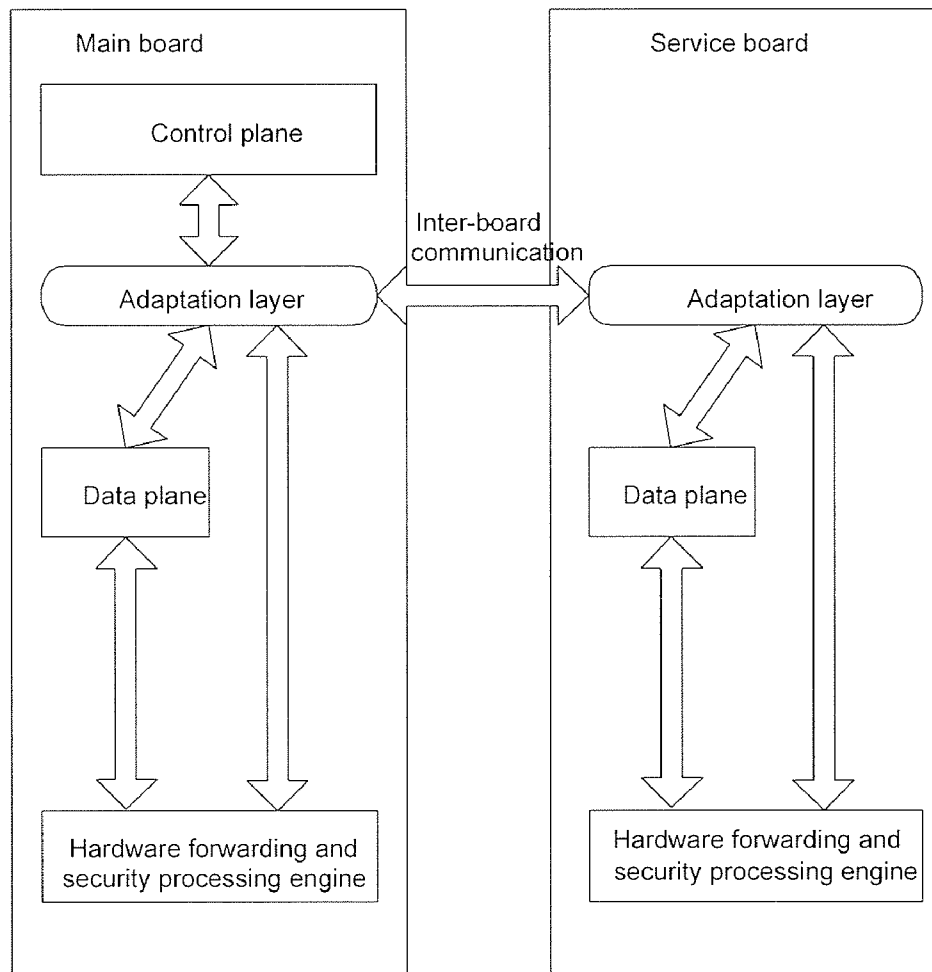 Main board
Service board
Control plane
Inter-board
communication
Adaptation layer
Adaptation layer
Data plane
Data plane
Hardware forwarding and
security processing engine
Hardware forwarding and
security processing engine